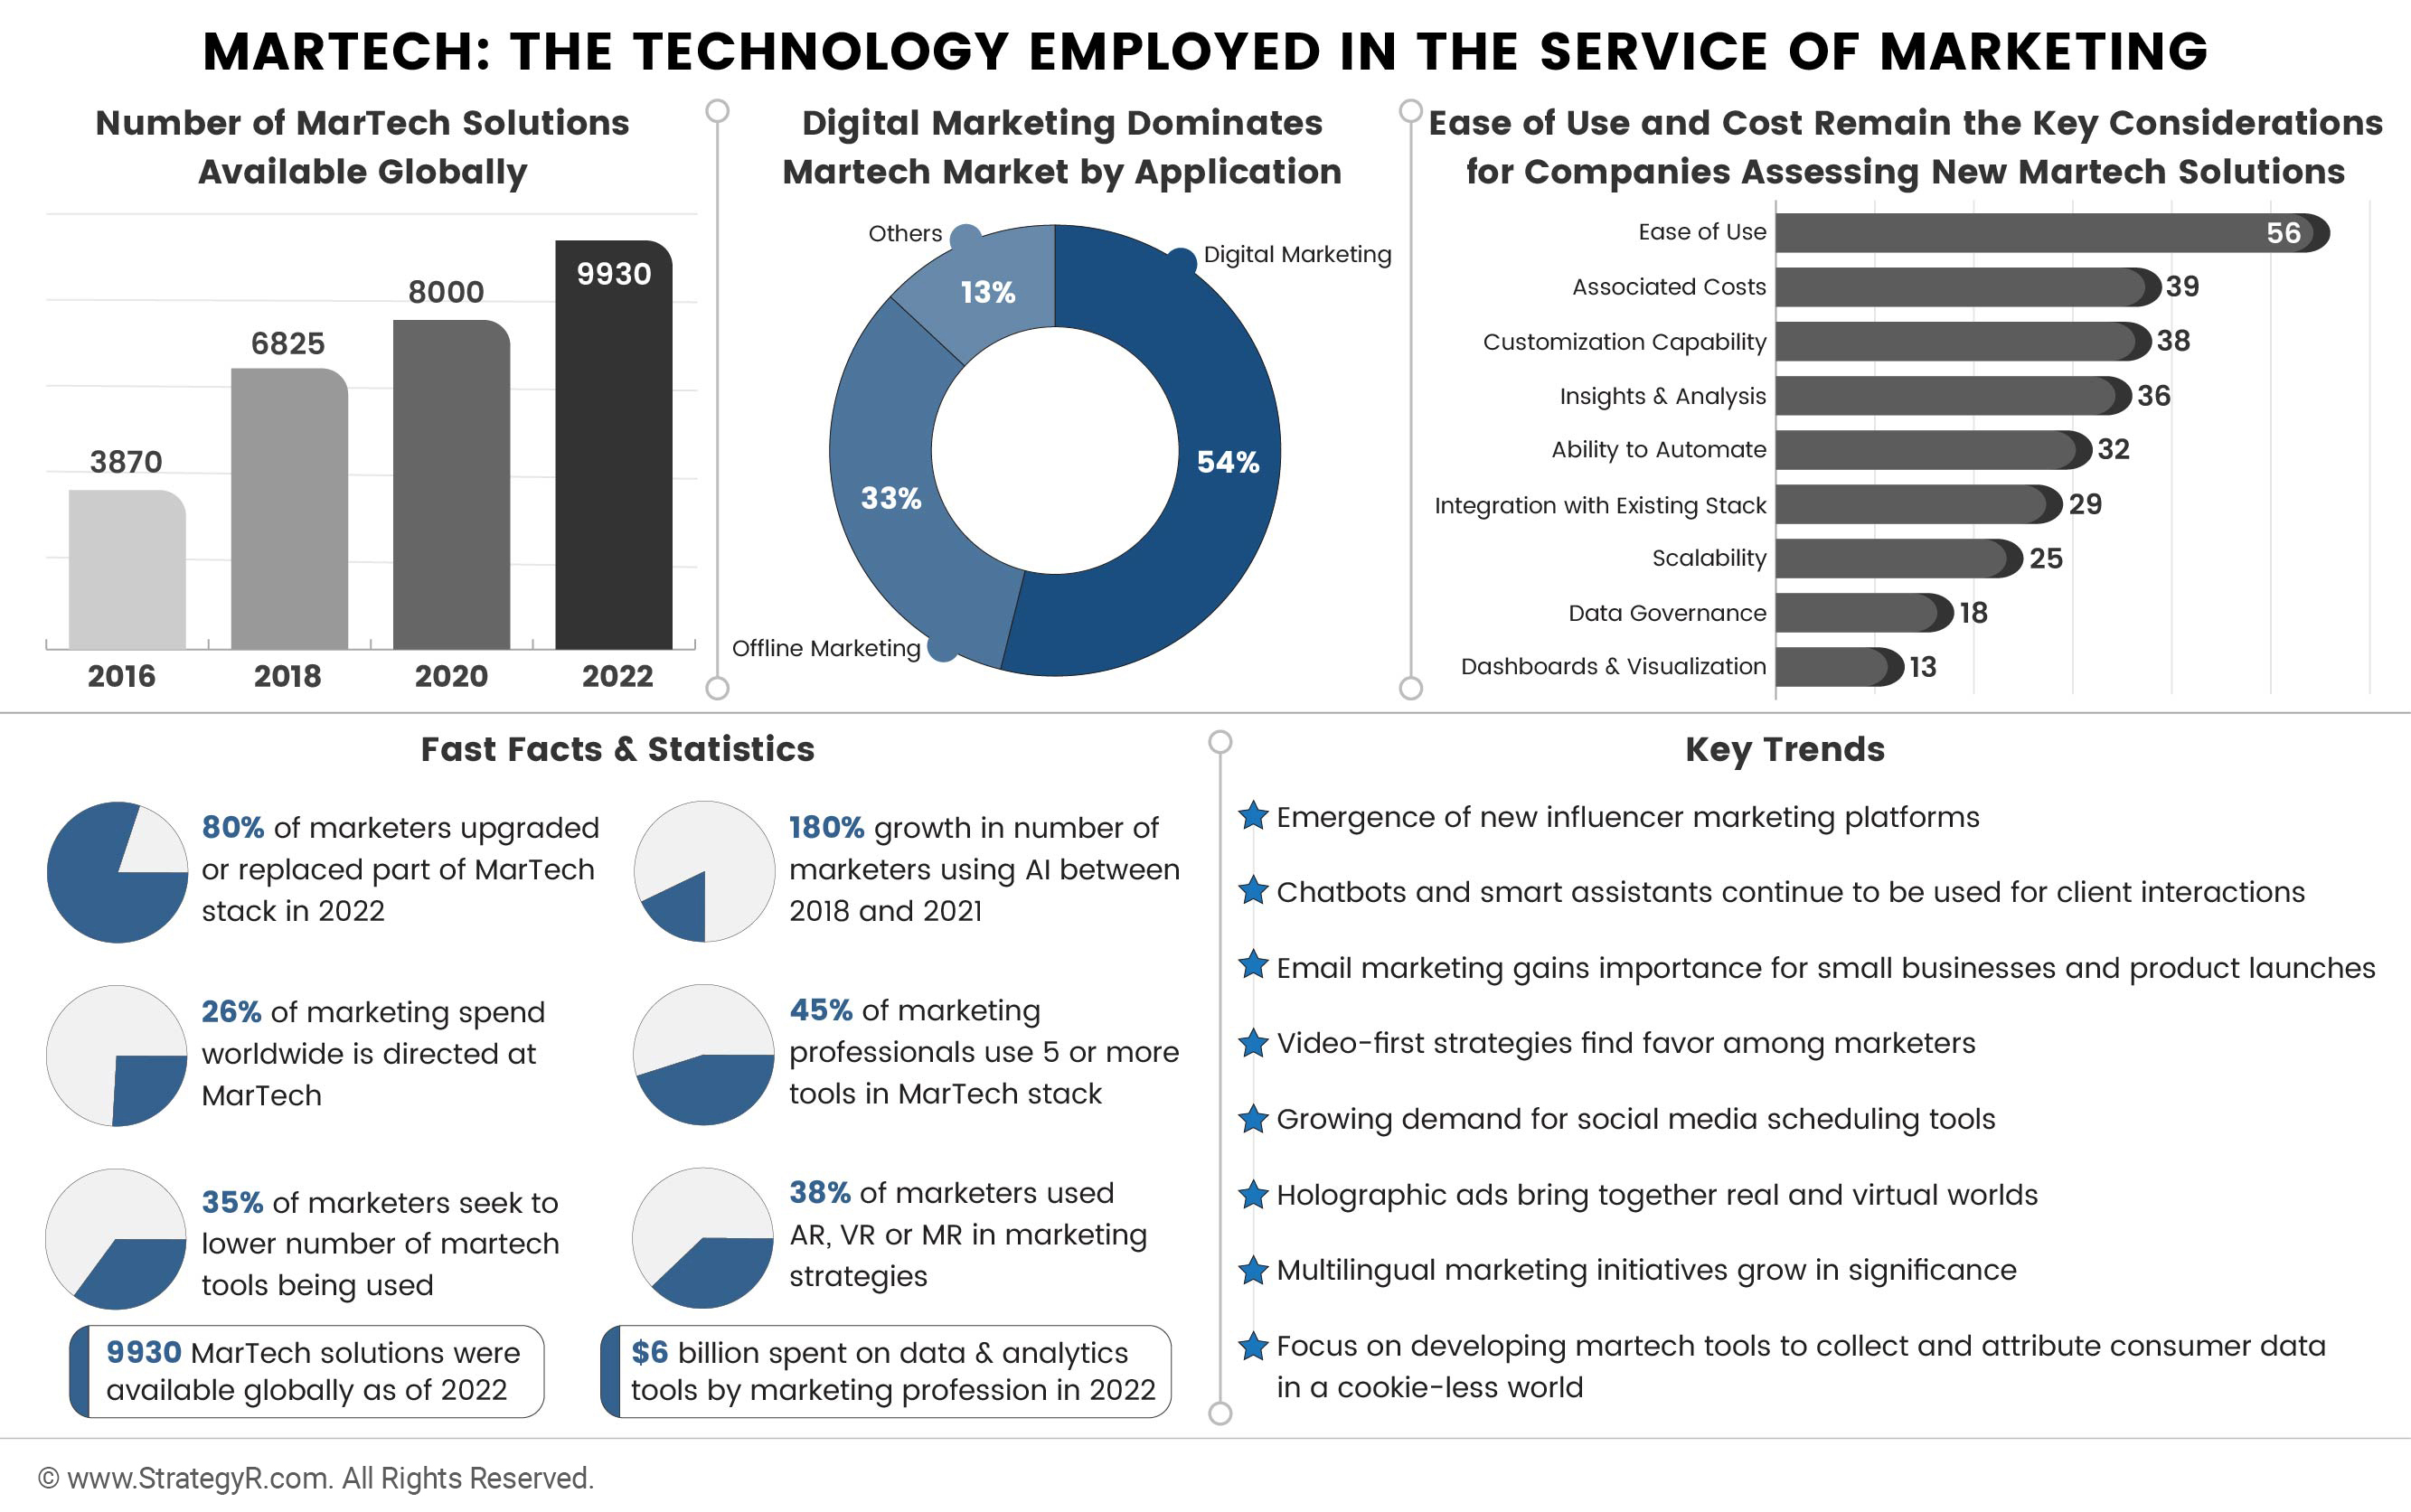 MARTECH: THE TECHNOLOGY EMPLOYED IN THE SERVICE OF MARKETING
Number of MarTech Solutions
Available Globally
3870
6825
8000
9930
2016
2018
2020
2022
Digital Marketing Dominates
Martech Market by Application
Others
Digital Marketing
13%
54%
33%
Offline Marketing
Ease of Use and Cost Remain the Key Considerations
for Companies Assessing New Martech Solutions
Ease of Use 56
Associated Costs 39
Customization Capability 38
Insights & Analysis 36
Ability to Automate 32
Integration with Existing Stack 29
Scalability 25
Data Governance 18
Dashboards & Visualization 13
Fast Facts & Statistics
80% of marketers upgraded
or replaced part of MarTech
stack in 2022
180% growth in number of
marketers using AI between
2018 and 2021
26% of marketing spend
worldwide is directed at
MarTech
45% of marketing
professionals use 5 or more
tools in MarTech stack
35% of marketers seek to
lower number of martech
tools being used
38% of marketers used
AR, VR or MR in marketing
strategies
9930 MarTech solutions were
available globally as of 2022
$6 billion spent on data & analytics
tools by marketing profession in 2022
Key Trends
Emergence of new influencer marketing platforms
Chatbots and smart assistants continue to be used for client interactions
Email marketing gains importance for small businesses and product launches
Video-first strategies find favor among marketers
Growing demand for social media scheduling tools
Holographic ads bring together real and virtual worlds
Multilingual marketing initiatives grow in significance
Focus on developing martech tools to collect and attribute consumer data
in a cookie-less world
© www.StrategyR.com. All Rights Reserved.